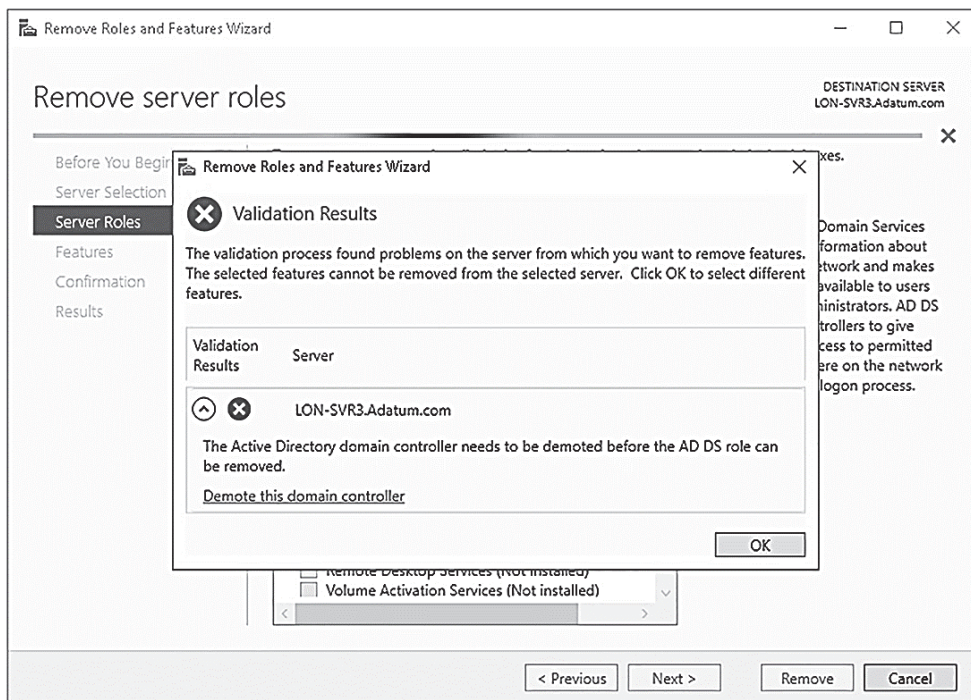 Remove Roles and Features Wizard
Remove server roles
DESTINATION SERVER
LON-SVR3.Adatum.com
Before You Begin
Server Selection
Server Roles
Features
Confirmation
Results
xes.
Remove Roles and Features Wizard
Validation Results
The validation process found problems on the server from which you want to remove features.
The selected features cannot be removed from the selected server. Click OK to select different
features.
Validation
Results
Server
LON-SVR3.Adatum.com
The Active Directory domain controller needs to be demoted before the AD DS role can
be removed.
Demote this domain controller
OK
Domain Services
formation about
etwork and makes
available to users
ministrators. AD DS
trollers to give
cess to permitted
ere on the network
logon process.
Remote Desktop Services (Not installed)
Volume Activation Services (Not installed)
< Previous
Next >
Remove
Cancel